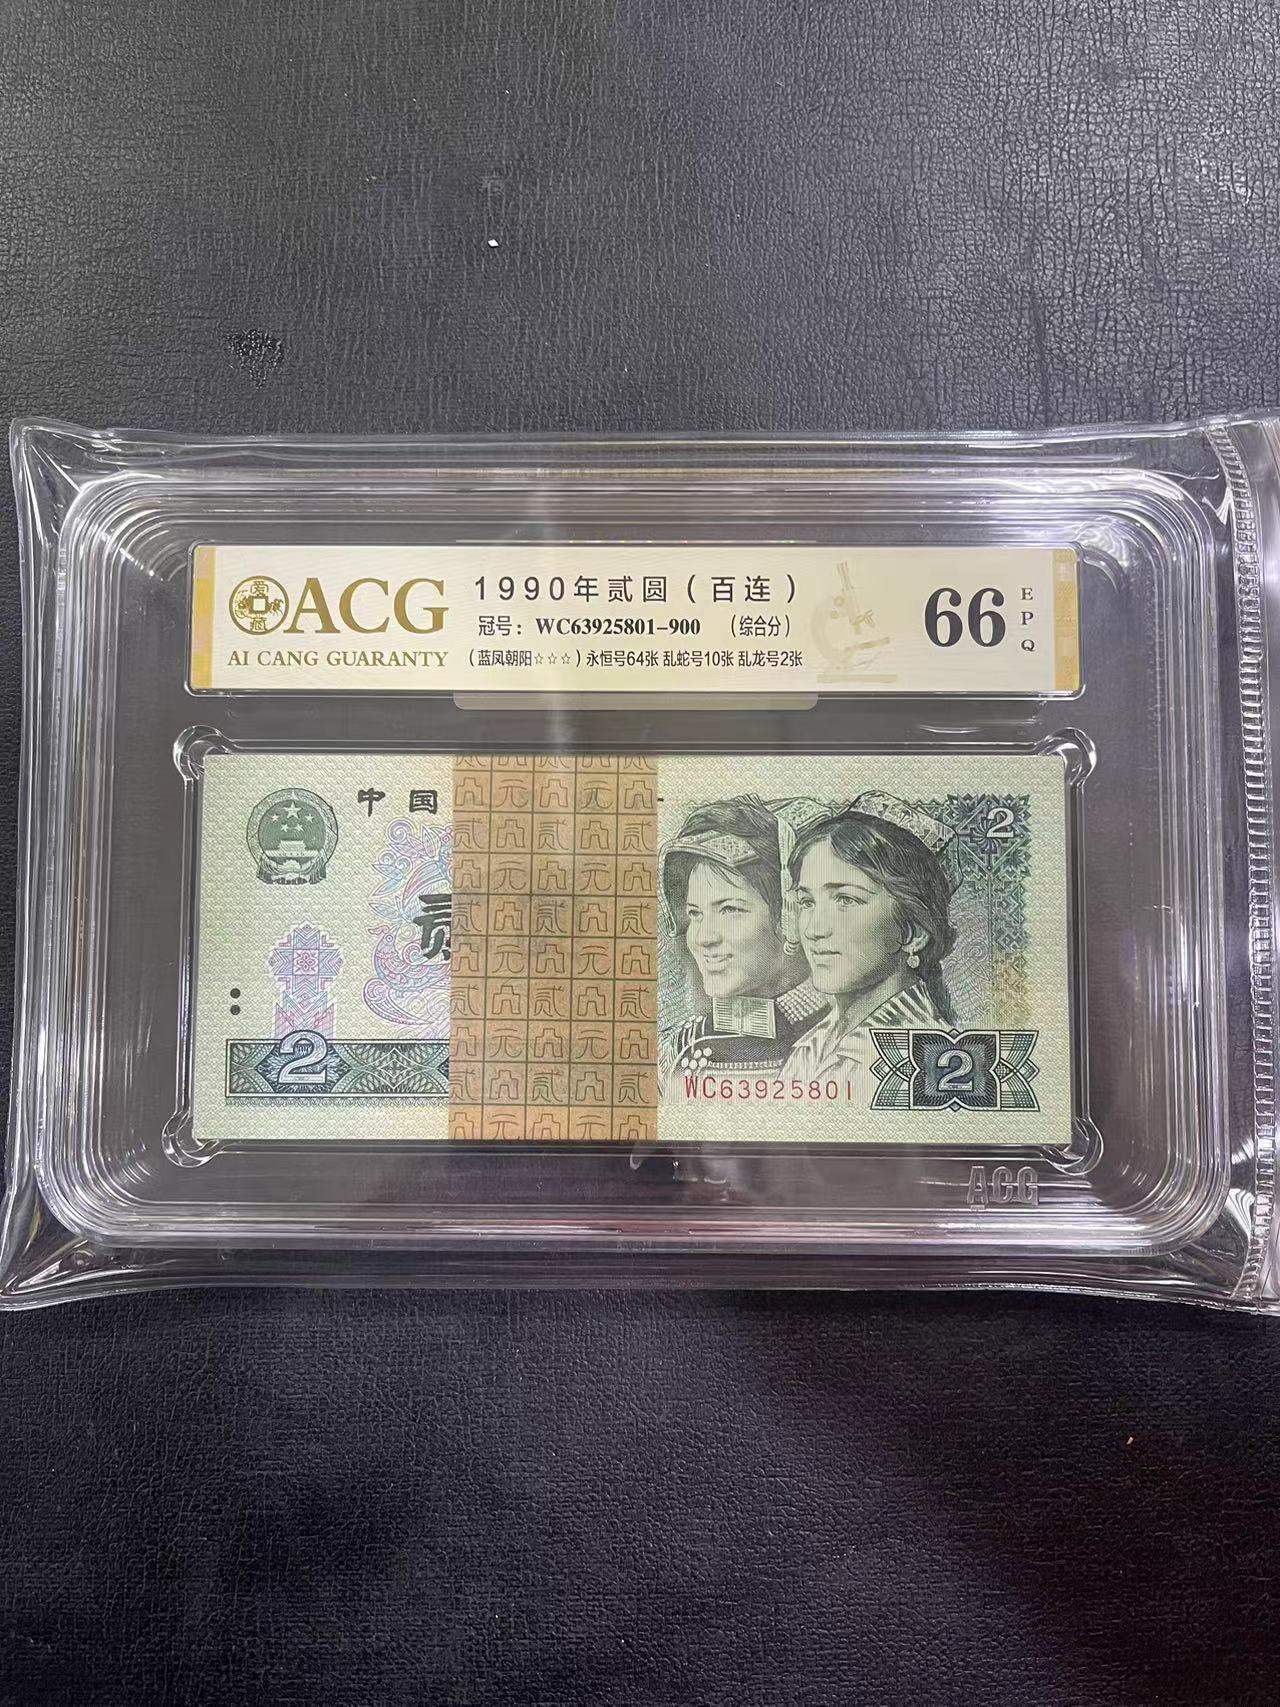 爱藏
ACG
AI CANG GUARANTY
1990年贰圆(百连)
冠号: WC63925801-900 (综合分)
(蓝凤朝阳☆☆☆)永恒号64张 乱蛇号10张 乱龙号2张
66
EPQ
中国
贰
2
2
2
WC63925801
ACG